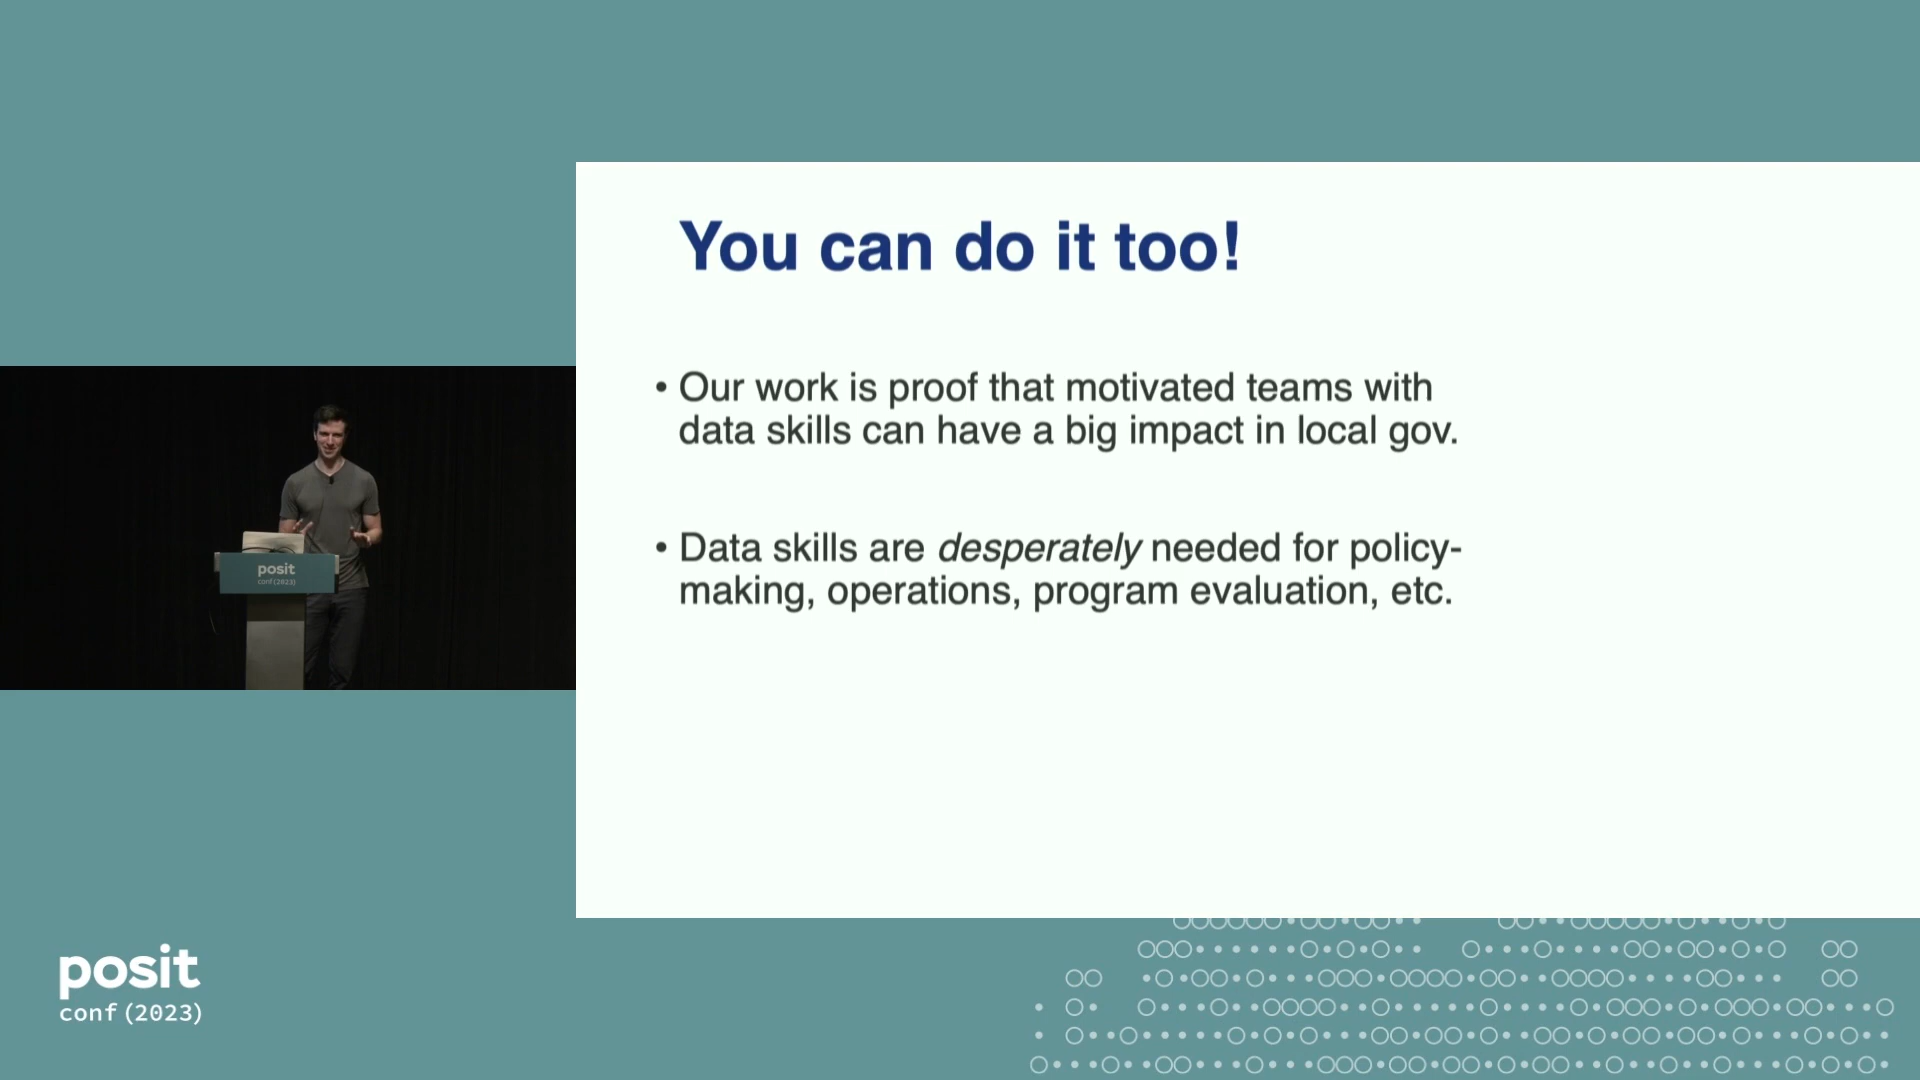 You can do it too!
• Our work is proof that motivated teams with
data skills can have a big impact in local gov.
• Data skills are desperately needed for policy-
making, operations, program evaluation, etc.
posit
conf(2023)
posit
conf(2023)